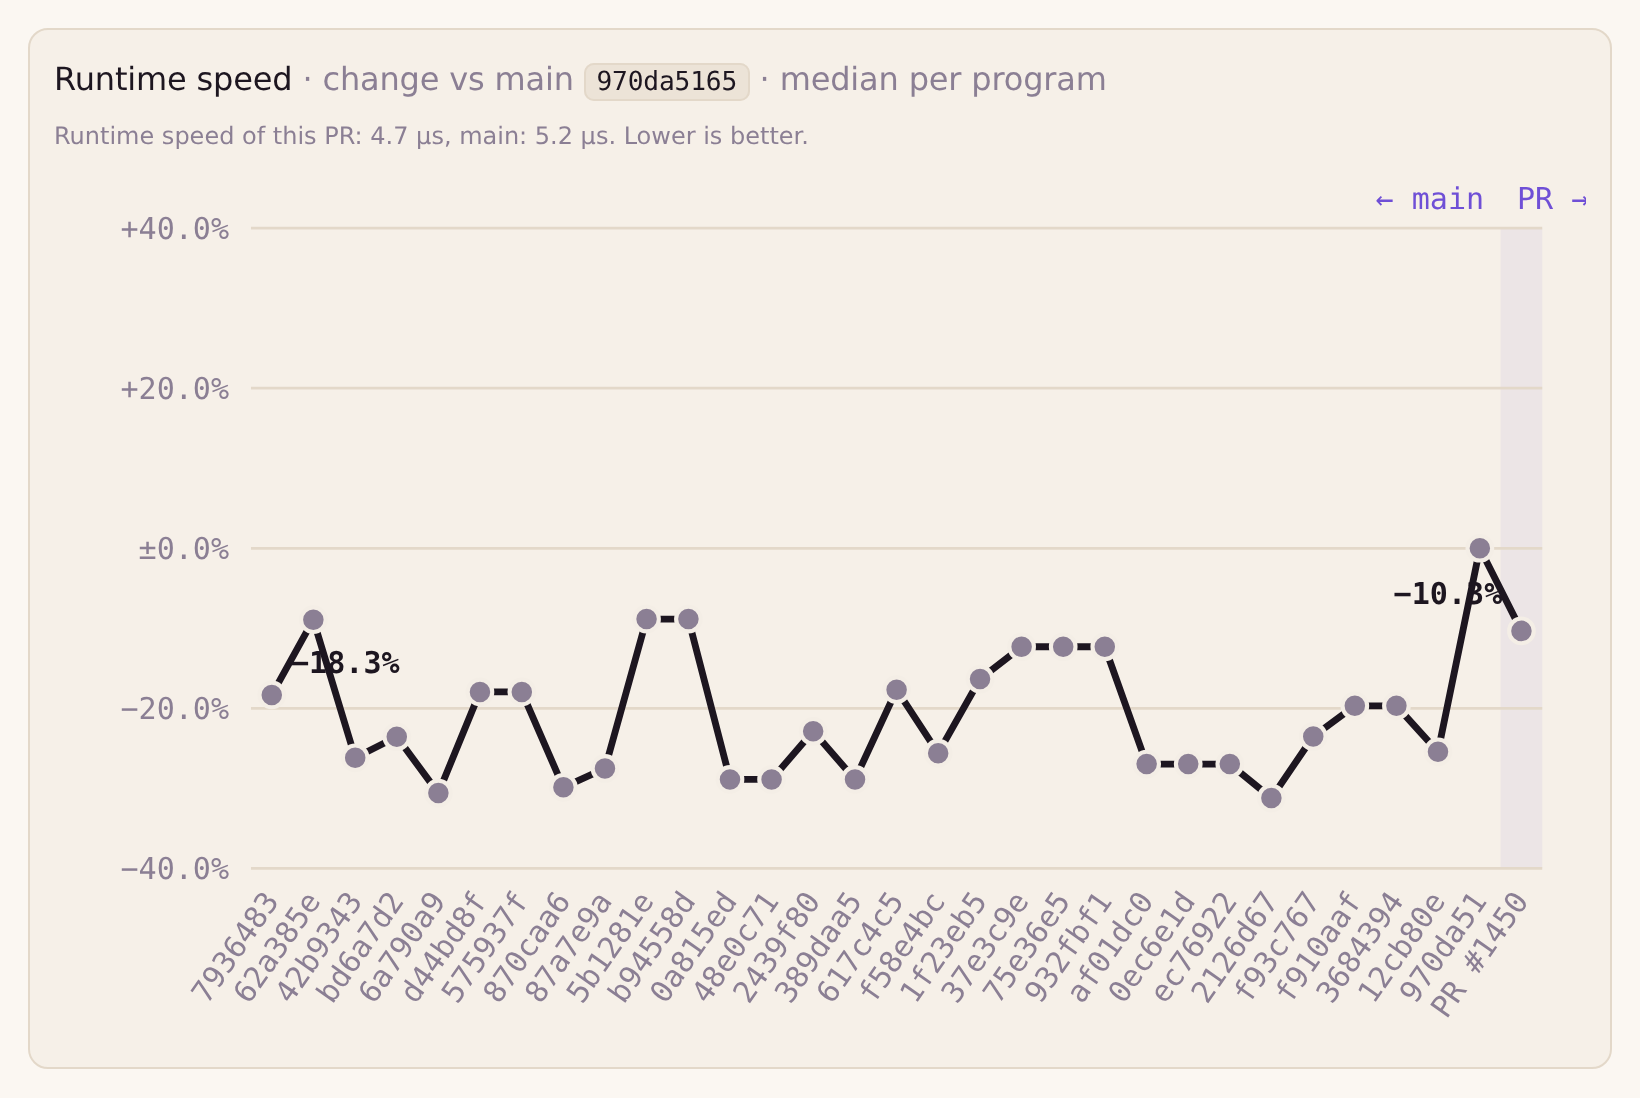 Runtime speed · change vs main 970da5165 · median per program
Runtime speed of this PR: 4.7 µs, main: 5.2 µs. Lower is better.
← main PR →
+40.0%
+20.0%
±0.0%
−20.0%
−40.0%
−18.3%
−10.3%
7936483
62a385e
42b9343
bd6a7d2
6a790a9
d44bd8f
575937f
870caa6
87a7e9a
5b1281e
b94558d
0a815ed
48e0c71
2439f80
389daa5
617c4c5
f58e4bc
1f23eb5
37e3c9e
75e36e5
932fbf1
af01dc0
0ec6e1d
ec76922
2126d67
f93c767
f910aaf
3684394
12cb80e
970da51
PR #1450